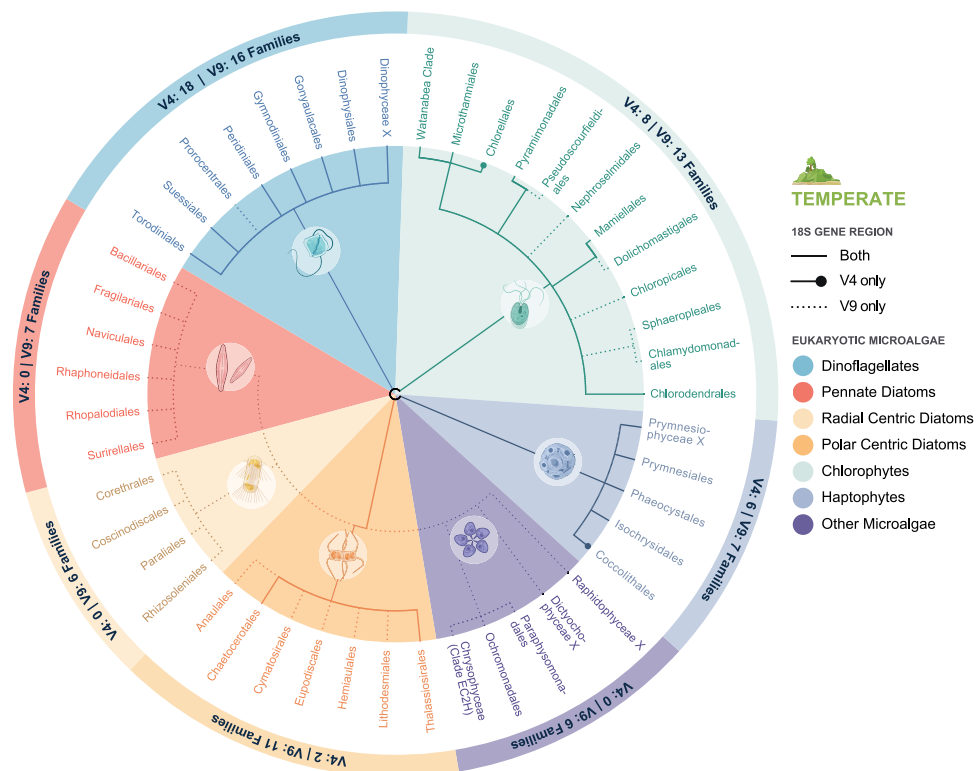 V4: 18 | V9: 16 Families
Torodiniales
Suessiales
Prorocentrales
Peridiniales
Gymnodiniales
Gonyaulacales
Dinophysiales
Dinophyceae X
V4: 8 | V9: 13 Families
Watanabea Clade
Microthamniales
Chlorellales
Pyramimonadales
Pseudoscourfieldi-
ales
Nephroselmidales
Mamiellales
Dolichomastigales
Chloropicales
Sphaeropleales
Chlamydomonad-
ales
Chlorodendrales
V4: 6 | V9: 7 Families
Prymnesio-
phyceae X
Prymnesiales
Phaeocystales
Isochrysidales
Coccolithales
V4: 0 | V9: 6 Families
Raphidophyceae X
Dictyocho-
phyceae X
Paraphysomona-
dales
Ochromonadales
Chrysophyceae
(Clade EC2H)
V4: 2 | V9: 11 Families
Thalassiosirales
Lithodesmiales
Hemiaulales
Eupodiscales
Cymatosirales
Chaetocerotales
Anaulales
V4: 0 | V9: 6 Families
Rhizosoleniales
Paraliales
Coscinodiscales
Corethrales
V4: 0 | V9: 7 Families
Surirellales
Rhopalodiales
Rhaphoneidales
Naviculales
Fragilariales
Bacillariales
TEMPERATE
18S GENE REGION
Both
V4 only
V9 only
EUKARYOTIC MICROALGAE
Dinoflagellates
Pennate Diatoms
Radial Centric Diatoms
Polar Centric Diatoms
Chlorophytes
Haptophytes
Other Microalgae